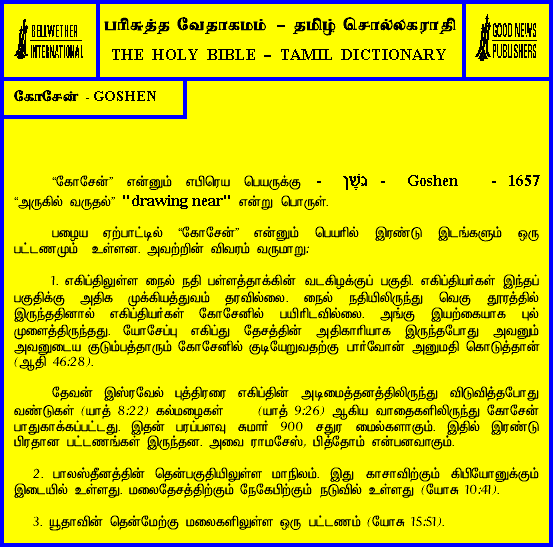 BELLWETHER
INTERNATIONAL
பரிசுத்த வேதாகமம் – தமிழ் சொல்லகராதி
THE HOLY BIBLE – TAMIL DICTIONARY
GOOD NEWS
PUBLISHERS
கோசேன் - GOSHEN
“கோசேன்” என்னும் எபிரெய பெயருக்கு - גֹּשֶׁן - Goshen - 1657
“அருகில் வருதல்” "drawing near" என்று பொருள்.
பழைய ஏற்பாட்டில் “கோசேன்” என்னும் பெயரில் இரண்டு இடங்களும் ஒரு
பட்டணமும் உள்ளன. அவற்றின் விவரம் வருமாறு:
1. எகிப்திலுள்ள நைல் நதி பள்ளத்தாக்கின் வடகிழக்குப் பகுதி. எகிப்தியர்கள் இந்தப்
பகுதிக்கு அதிக முக்கியத்துவம் தரவில்லை. நைல் நதியிலிருந்து வெகு தூரத்தில்
இருந்ததினால் எகிப்தியர்கள் கோசேனில் பயிரிடவில்லை. அங்கு இயற்கையாக புல்
முளைத்திருந்தது. யோசேப்பு எகிப்து தேசத்தின் அதிகாரியாக இருந்தபோது அவனும்
அவனுடைய குடும்பத்தாரும் கோசேனில் குடியேறுவதற்கு பார்வோன் அனுமதி கொடுத்தான்
(ஆதி 46:28).
தேவன் இஸ்ரவேல் புத்திரரை எகிப்தின் அடிமைத்தனத்திலிருந்து விடுவித்தபோது
வண்டுகள் (யாத் 8:22) கல்மழைகள் (யாத் 9:26) ஆகிய வாதைகளிலிருந்து கோசேன்
பாதுகாக்கப்பட்டது. இதன் பரப்பளவு சுமார் 900 சதுர மைல்களாகும். இதில் இரண்டு
பிரதான பட்டணங்கள் இருந்தன. அவை ராமசேஸ், பித்தோம் என்பனவாகும்.
2. பாலஸ்தீனத்தின் தென்பகுதியிலுள்ள மாநிலம். இது காசாவிற்கும் கிபியோனுக்கும்
இடையில் உள்ளது. மலைதேசத்திற்கும் நேகேபிற்கும் நடுவில் உள்ளது (யோசு 10:41).
3. யூதாவின் தென்மேற்கு மலைகளிலுள்ள ஒரு பட்டணம் (யோசு 15:51).